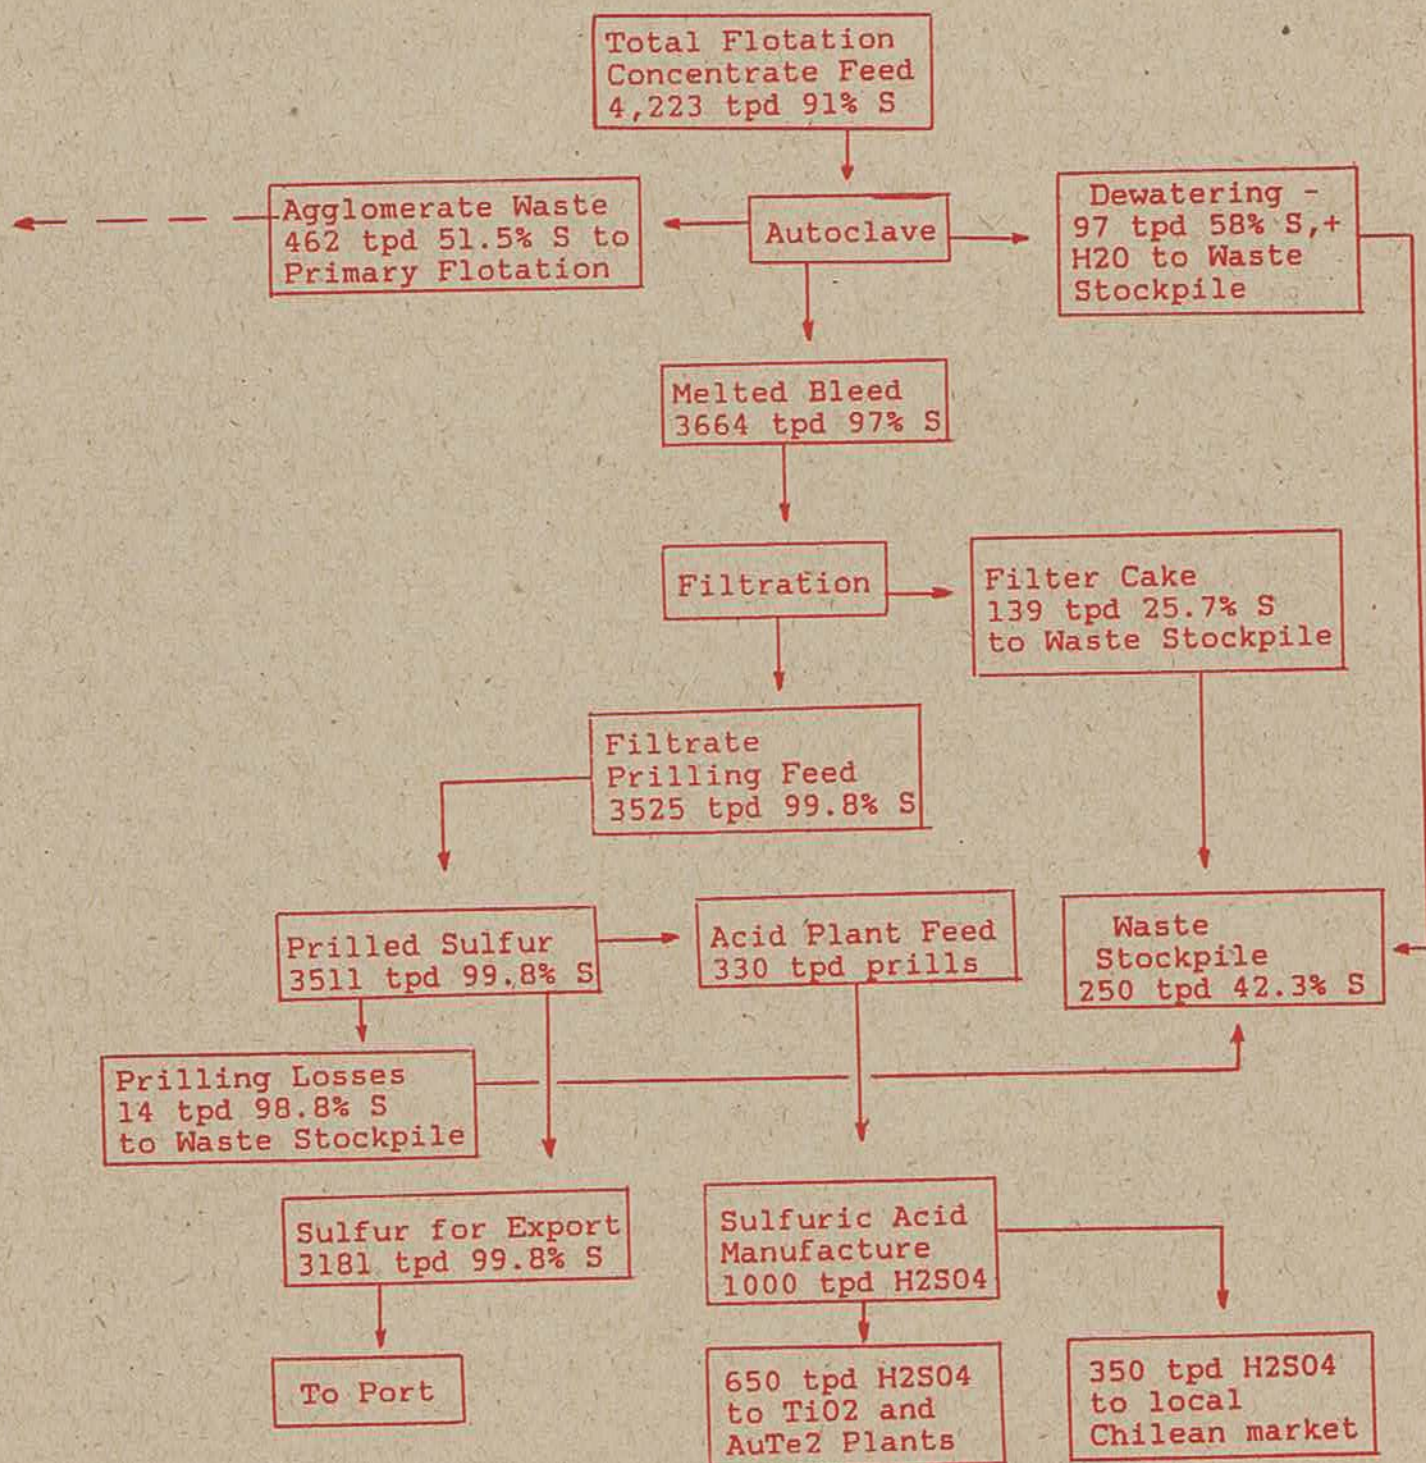 Total Flotation
Concentrate Feed
4,223 tpd 91% S
Agglomerate Waste
462 tpd 51.5% S to
Primary Flotation
Autoclave
Dewatering -
97 tpd 58% S,+
H20 to Waste
Stockpile
Melted Bleed
3664 tpd 97% S
Filtration
Filter Cake
139 tpd 25.7% S
to Waste Stockpile
Filtrate
Prilling Feed
3525 tpd 99.8% S
Prilled Sulfur
3511 tpd 99.8% S
Acid Plant Feed
330 tpd prills
Waste
Stockpile
250 tpd 42.3% S
Prilling Losses
14 tpd 98.8% S
to Waste Stockpile
Sulfur for Export
3181 tpd 99.8% S
Sulfuric Acid
Manufacture
1000 tpd H2SO4
To Port
650 tpd H2SO4
to TiO2 and
AuTe2 Plants
350 tpd H2SO4
to local
Chilean market